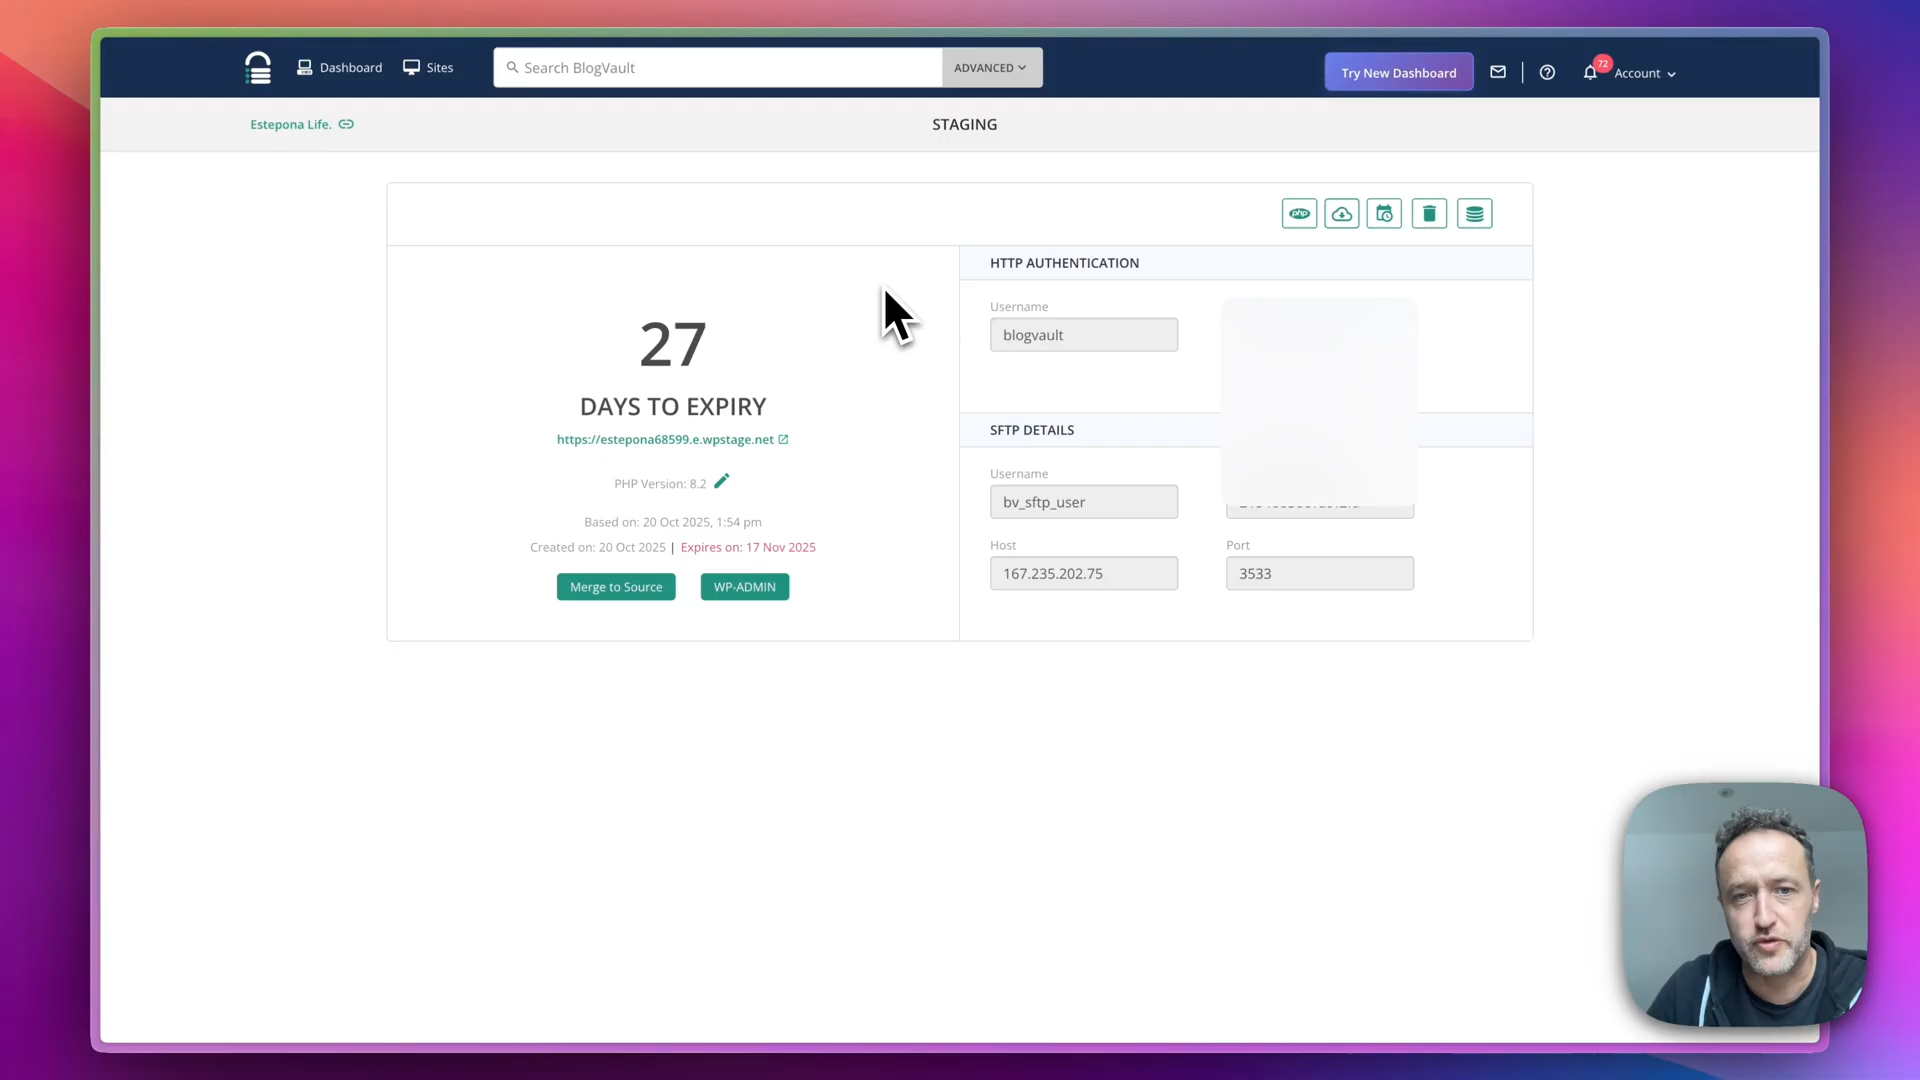 Dashboard
Sites
Search BlogVault
ADVANCED
Try New Dashboard
72
Account
Estepona Life.
STAGING
php
27
DAYS TO EXPIRY
https://estepona68599.e.wpstage.net
PHP Version: 8.2
Based on: 20 Oct 2025, 1:54 pm
Created on: 20 Oct 2025 | Expires on: 17 Nov 2025
Merge to Source
WP-ADMIN
HTTP AUTHENTICATION
Username
blogvault
SFTP DETAILS
Username
bv_sftp_user
Host
Port
167.235.202.75
3533